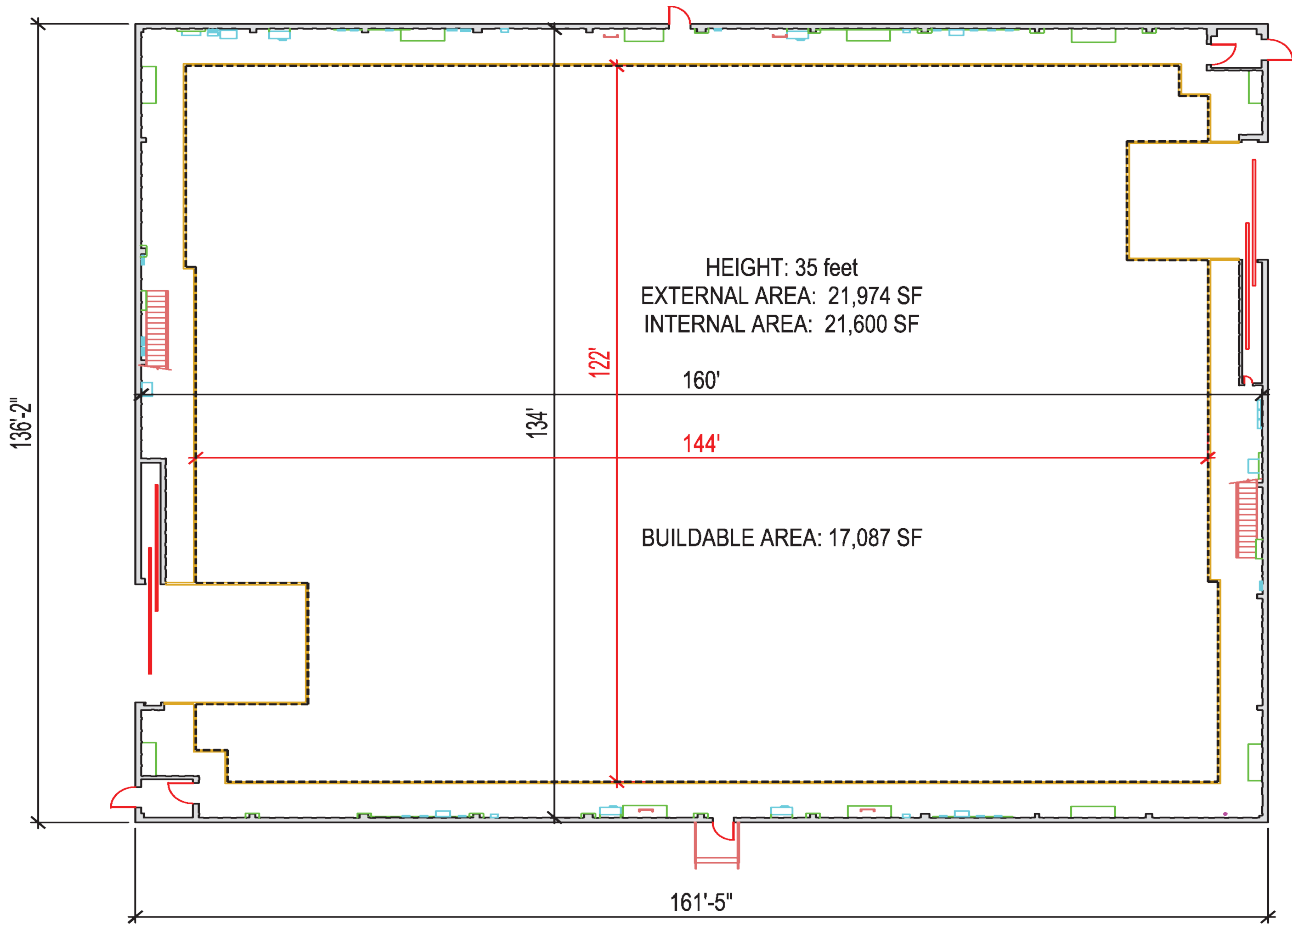 HEIGHT: 35 feet
EXTERNAL AREA: 21,974 SF
INTERNAL AREA: 21,600 SF
122'
160'
136'-2"
134'
144'
BUILDABLE AREA: 17,087 SF
161'-5"